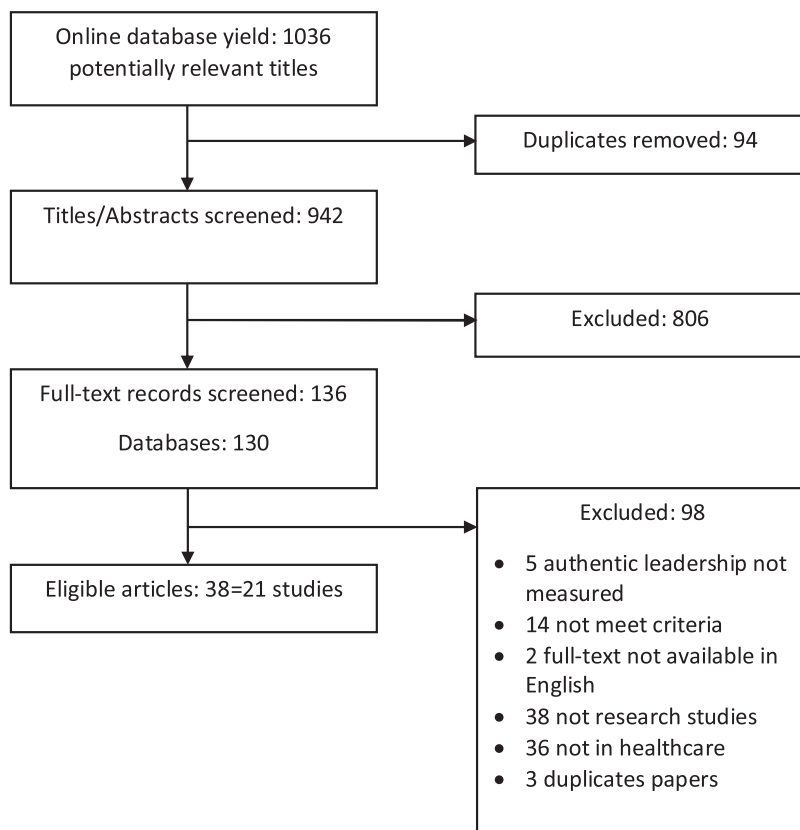 Online database yield: 1036
potentially relevant titles
Duplicates removed: 94
Titles/Abstracts screened: 942
Excluded: 806
Full-text records screened: 136
Databases: 130
Excluded: 98
• 5 authentic leadership not
measured
• 14 not meet criteria
• 2 full-text not available in
English
• 38 not research studies
• 36 not in healthcare
• 3 duplicates papers
Eligible articles: 38=21 studies